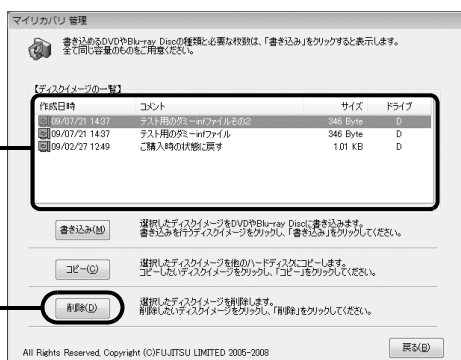 マイリカバリ 管理
書き込めるDVDやBlu-ray Discの種類と必要な枚数は、「書き込み」をクリックすると表示します。
全て同じ容量のものをご用意ください。
【ディスクイメージの一覧】
作成日時 コメント サイズ ドライブ
09/07/21 14:37 テスト用のダミーinfファイルその2 346 Byte D
09/07/21 14:37 テスト用のダミーinfファイル 346 Byte D
09/02/27 12:49 ご購入時の状態に戻す 1.01 KB D
書き込み(M) 選択したディスクイメージをDVDやBlu-ray Discに書き込みます。
書き込みを行うディスクイメージをクリックし、「書き込み」をクリックしてください。
コピー(C) 選択したディスクイメージを他のハードディスクにコピーします。
コピーしたいディスクイメージをクリックし、「コピー」をクリックしてください。
削除(D) 選択したディスクイメージを削除します。
削除したいディスクイメージをクリックし、「削除」をクリックしてください。
All Rights Reserved, Copyright (C)FUJITSU LIMITED 2005-2008 戻る(B)